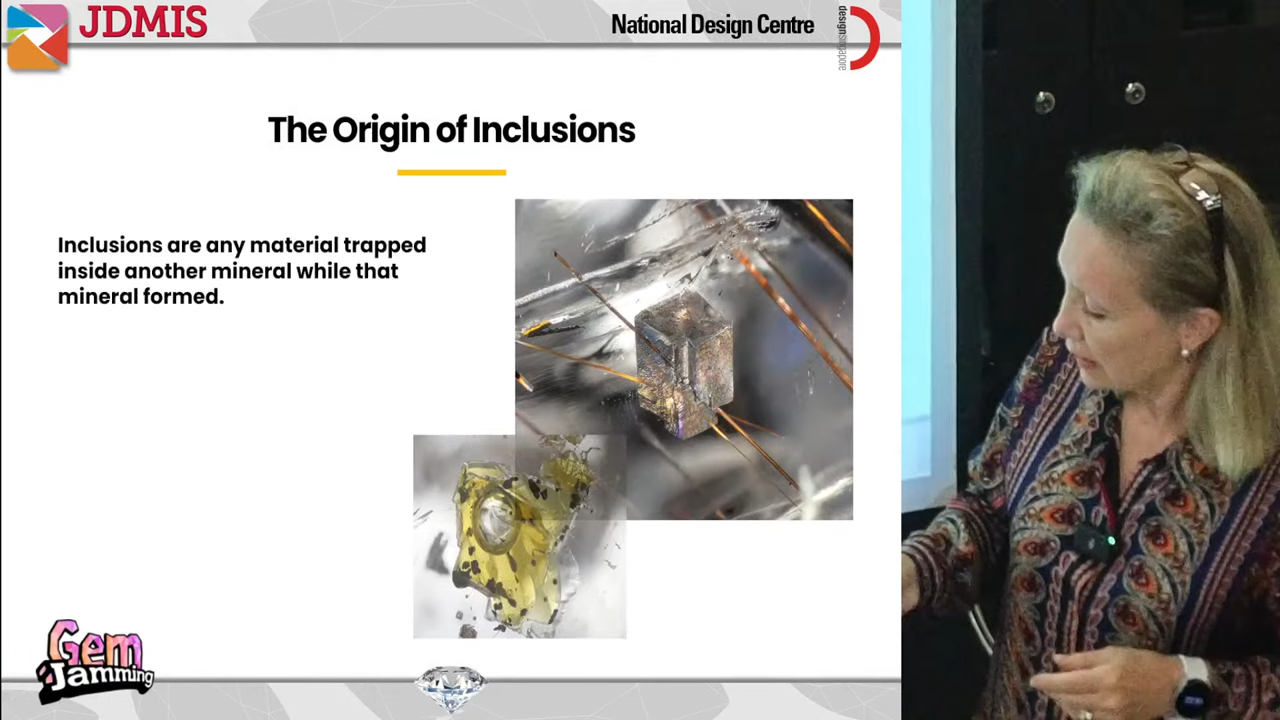 JDMIS
National Design Centre
designsingapore
The Origin of Inclusions
Inclusions are any material trapped
inside another mineral while that
mineral formed.
Gem
Jamming